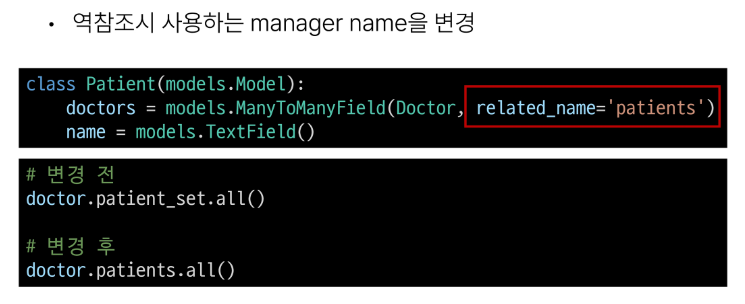 • 역참조시 사용하는 manager name을 변경
class Patient(models.Model):
    doctors = models.ManyToManyField(Doctor, related_name='patients')
    name = models.TextField()
# 변경 전
doctor.patient_set.all()
# 변경 후
doctor.patients.all()